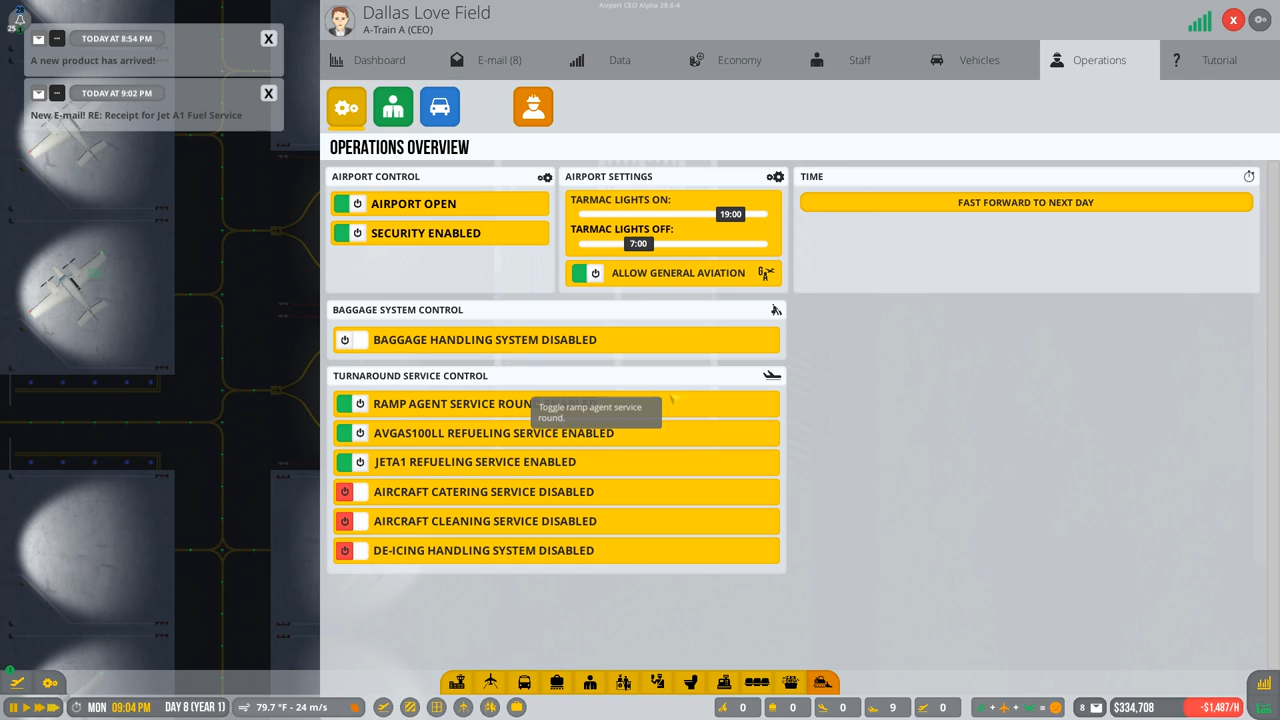 Airport CEO Alpha 28.6-4
TODAY AT 8:54 PM
X
A new product has arrived!
TODAY AT 9:02 PM
X
New E-mail! RE: Receipt for Jet A1 Fuel Service
Dallas Love Field
A-Train A (CEO)
X
Dashboard
E-mail (8)
Data
Economy
Staff
Vehicles
Operations
?
Tutorial
OPERATIONS OVERVIEW
AIRPORT CONTROL
AIRPORT OPEN
SECURITY ENABLED
AIRPORT SETTINGS
TARMAC LIGHTS ON:
19:00
TARMAC LIGHTS OFF:
7:00
ALLOW GENERAL AVIATION
TIME
FAST FORWARD TO NEXT DAY
BAGGAGE SYSTEM CONTROL
BAGGAGE HANDLING SYSTEM DISABLED
TURNAROUND SERVICE CONTROL
RAMP AGENT SERVICE ROUN
Toggle ramp agent service
round.
AVGAS100LL REFUELING SERVICE ENABLED
JETA1 REFUELING SERVICE ENABLED
AIRCRAFT CATERING SERVICE DISABLED
AIRCRAFT CLEANING SERVICE DISABLED
DE-ICING HANDLING SYSTEM DISABLED
MON 09:04 PM DAY 8 (YEAR 1)
79.7 °F - 24 m/s
0
0
0
9
0
8
$334,708
-$1,487/H